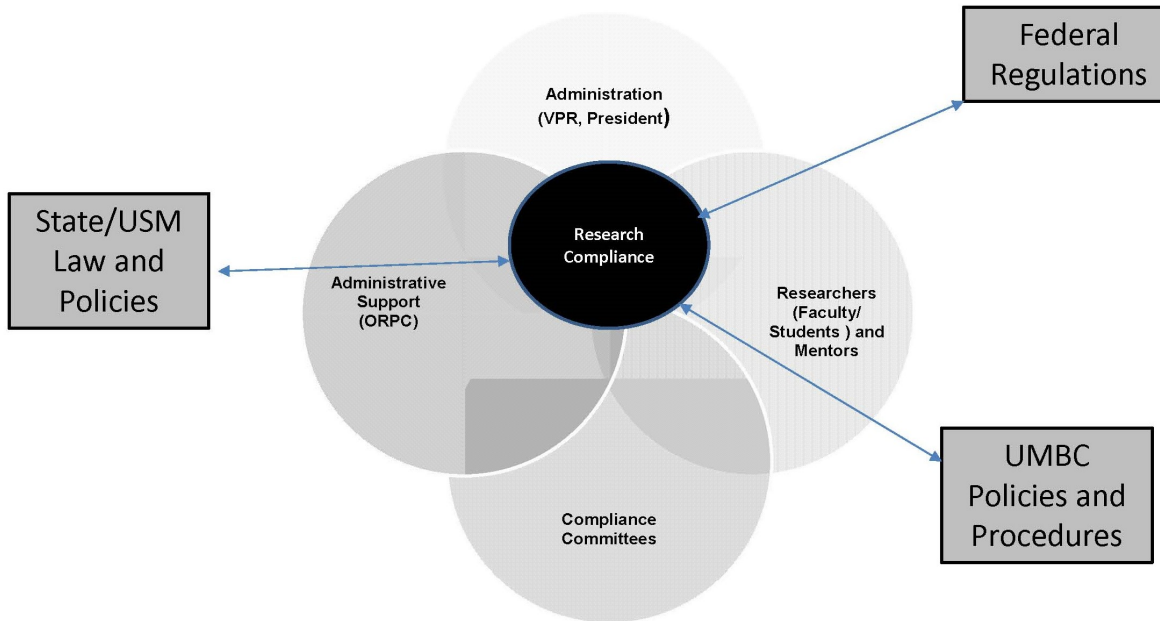 Federal
Regulations
Administration
(VPR, President)
State/USM
Law and
Policies
Research
Compliance
Administrative
Support
(ORPC)
Researchers
(Faculty/
Students ) and
Mentors
UMBC
Policies and
Procedures
Compliance
Committees